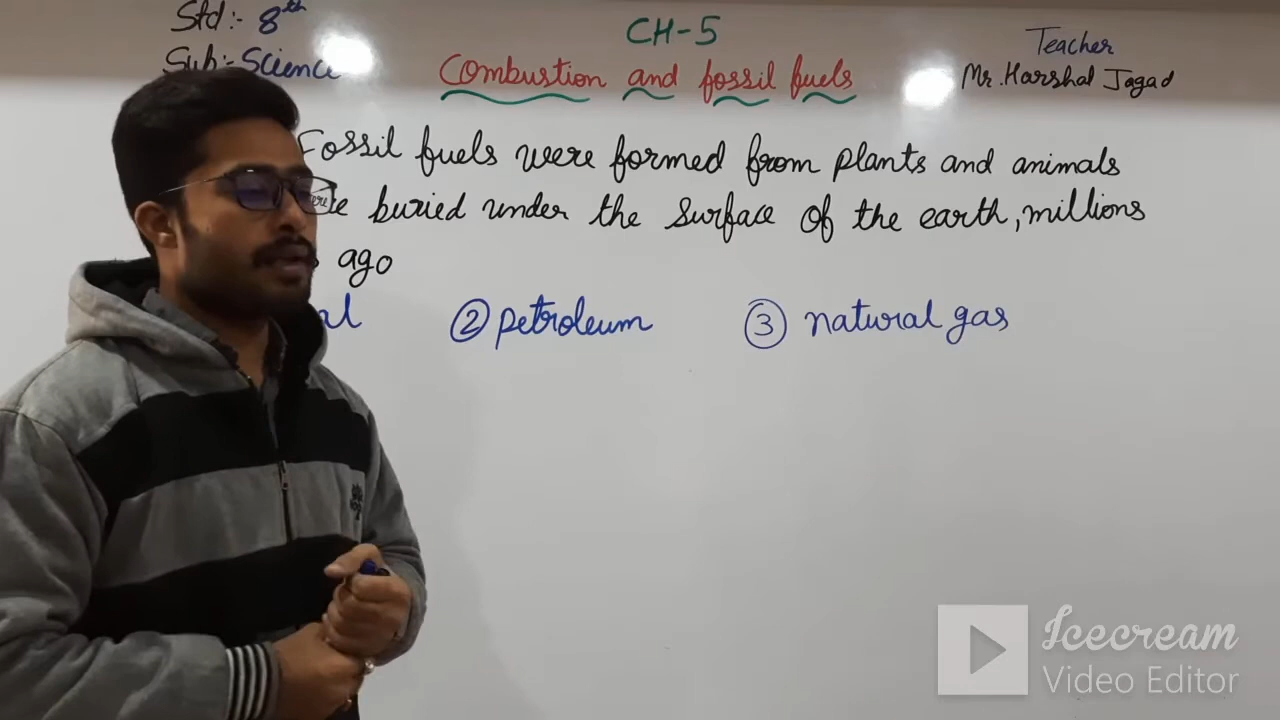 Std:- 8th
Sub:- Science
CH-5
Combustion and fossil fuels
Teacher
Mr. Harshal Jagad
Fossil fuels were formed from plants and animals
buried under the surface of the earth, millions
ago
② petroleum
③ natural gas
Icecream
Video Editor